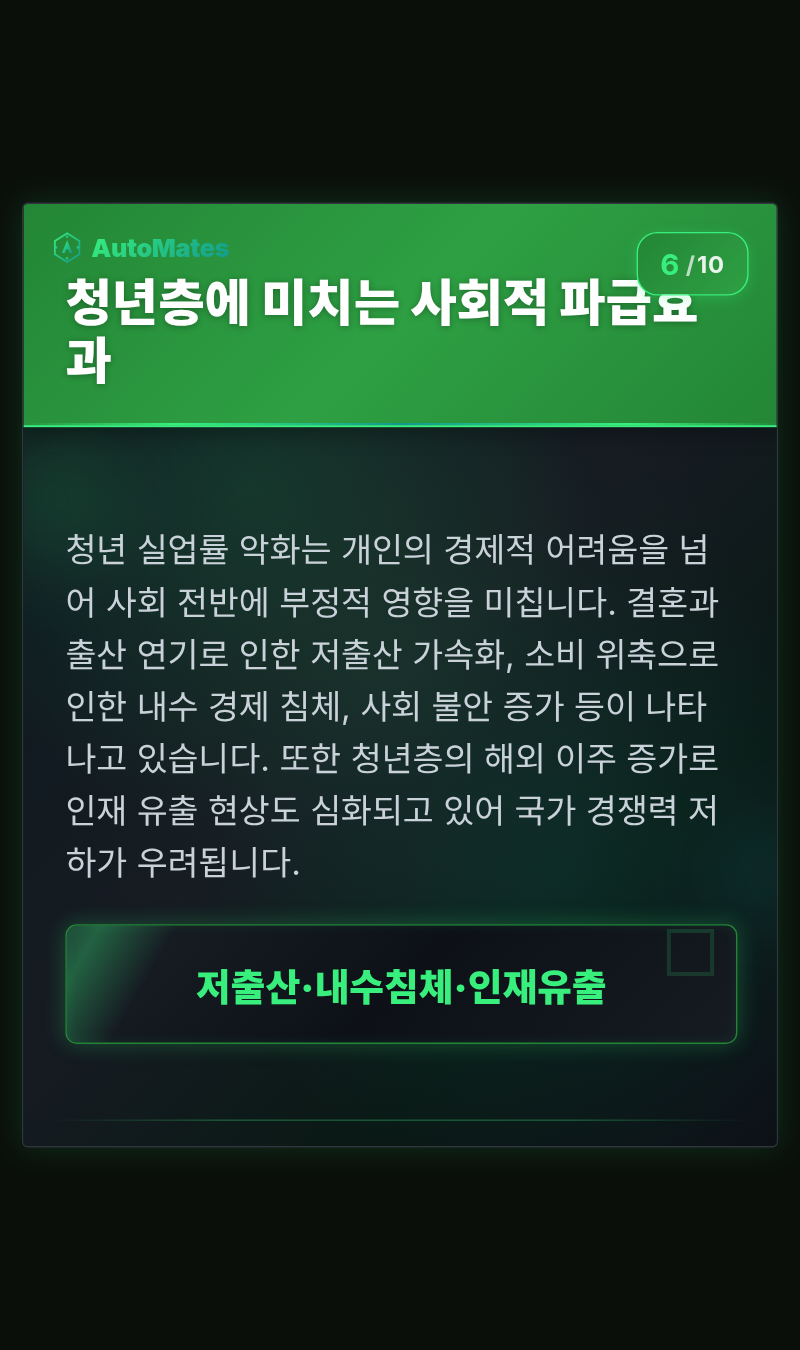 AutoMates
6 /10
청년층에 미치는 사회적 파급효
과
청년 실업률 악화는 개인의 경제적 어려움을 넘
어 사회 전반에 부정적 영향을 미칩니다. 결혼과
출산 연기로 인한 저출산 가속화, 소비 위축으로
인한 내수 경제 침체, 사회 불안 증가 등이 나타
나고 있습니다. 또한 청년층의 해외 이주 증가로
인재 유출 현상도 심화되고 있어 국가 경쟁력 저
하가 우려됩니다.
저출산·내수침체·인재유출